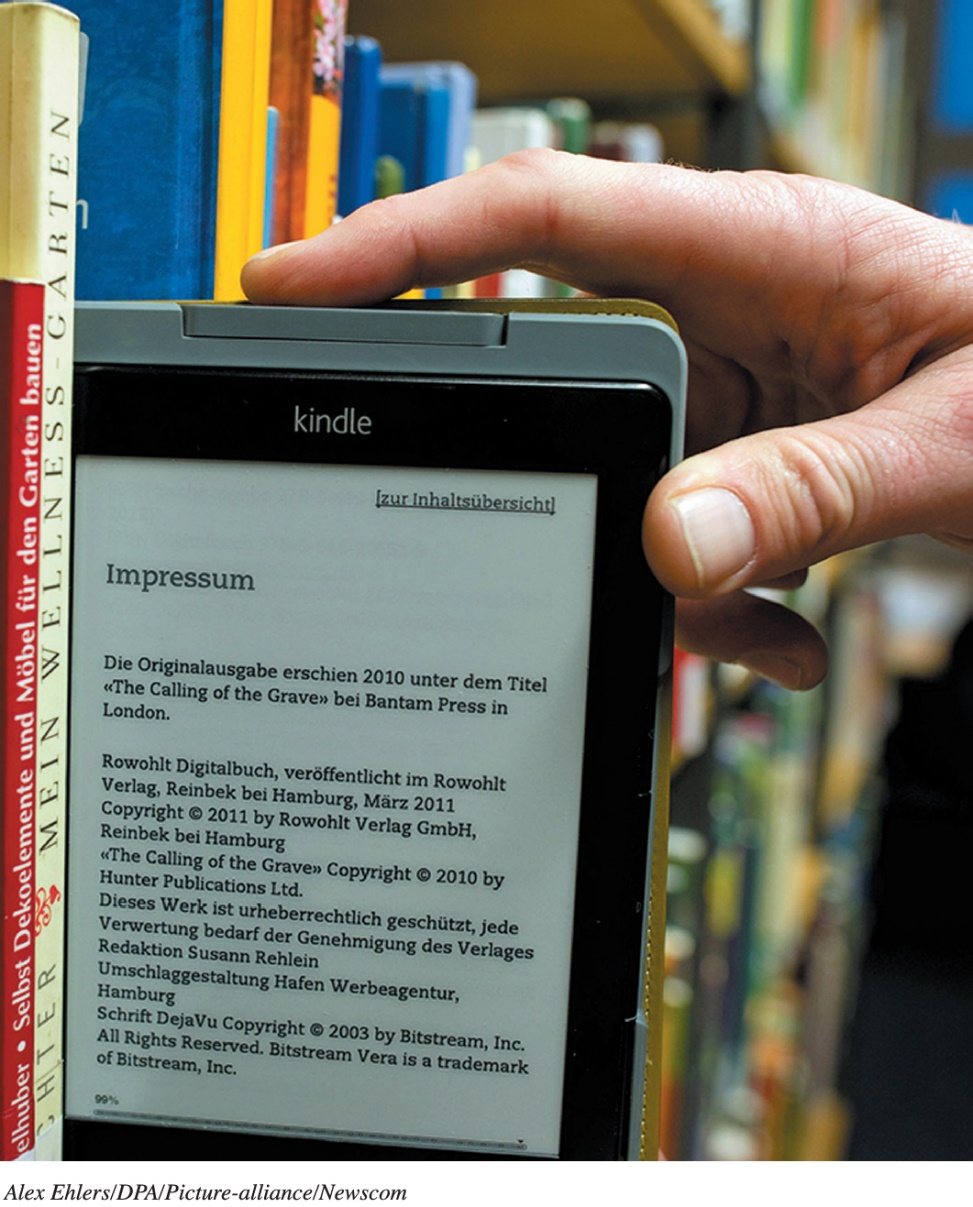 elhuber • Selbst Dekoelemente und Möbel für den Garten bauen
CHTER MEIN WELLNESS-GARTEN
n
kindle
[zur Inhaltsübersicht]
Impressum
Die Originalausgabe erschien 2010 unter dem Titel
«The Calling of the Grave» bei Bantam Press in
London.
Rowohlt Digitalbuch, veröffentlicht im Rowohlt
Verlag, Reinbek bei Hamburg, März 2011
Copyright © 2011 by Rowohlt Verlag GmbH,
Reinbek bei Hamburg
«The Calling of the Grave» Copyright © 2010 by
Hunter Publications Ltd.
Dieses Werk ist urheberrechtlich geschützt, jede
Verwertung bedarf der Genehmigung des Verlages
Redaktion Susann Rehlein
Umschlaggestaltung Hafen Werbeagentur,
Hamburg
Schrift DejaVu Copyright © 2003 by Bitstream, Inc.
All Rights Reserved. Bitstream Vera is a trademark
of Bitstream, Inc.
99%
Alex Ehlers/DPA/Picture-alliance/Newscom